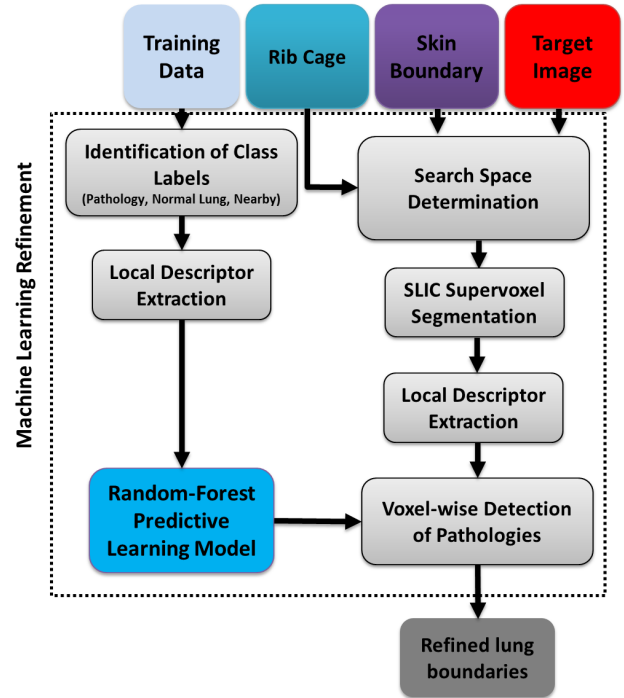 Training
Data
Rib Cage
Skin
Boundary
Target
Image
Machine Learning Refinement
Identification of Class
Labels
(Pathology, Normal Lung, Nearby)
Local Descriptor
Extraction
Random-Forest
Predictive
Learning Model
Search Space
Determination
SLIC Supervoxel
Segmentation
Local Descriptor
Extraction
Voxel-wise Detection
of Pathologies
Refined lung
boundaries